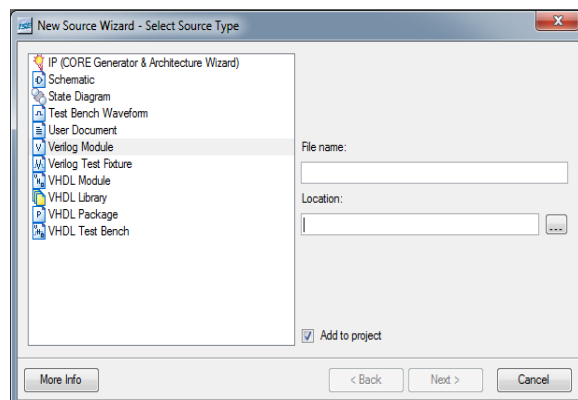 ISE New Source Wizard - Select Source Type
IP (CORE Generator & Architecture Wizard)
Schematic
State Diagram
Test Bench Waveform
User Document
Verilog Module
Verilog Test Fixture
VHDL Module
VHDL Library
VHDL Package
VHDL Test Bench
File name:
Location:
...
Add to project
More Info
< Back
Next >
Cancel